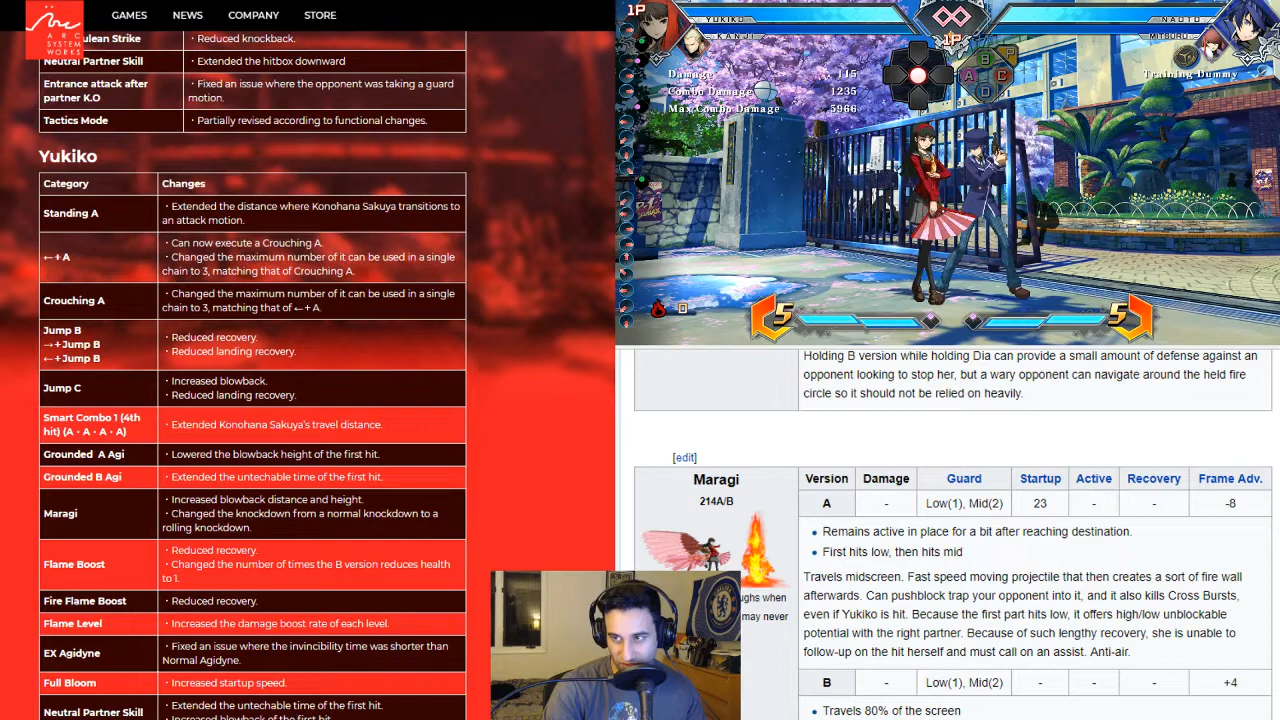 ARC
SYSTEM
WORKS
GAMES NEWS COMPANY STORE
ulean Strike ・Reduced knockback.
Neutral Partner Skill ・Extended the hitbox downward
Entrance attack after
partner K.O
・Fixed an issue where the opponent was taking a guard
motion.
Tactics Mode ・Partially revised according to functional changes.
Yukiko
Category Changes
Standing A
・Extended the distance where Konohana Sakuya transitions to
an attack motion.
←+A
・Can now execute a Crouching A.
・Changed the maximum number of it can be used in a single
chain to 3, matching that of Crouching A.
Crouching A
・Changed the maximum number of it can be used in a single
chain to 3, matching that of ←+ A.
Jump B
→+Jump B
←+Jump B
・Reduced recovery.
・Reduced landing recovery.
Jump C
・Increased blowback.
・Reduced landing recovery.
Smart Combo 1 (4th
hit) (A・A・A・A)
・Extended Konohana Sakuya's travel distance.
Grounded A Agi ・Lowered the blowback height of the first hit.
Grounded B Agi ・Extended the untechable time of the first hit.
Maragi
・Increased blowback distance and height.
・Changed the knockdown from a normal knockdown to a
rolling knockdown.
Flame Boost
・Reduced recovery.
・Changed the number of times the B version reduces health
to 1.
Fire Flame Boost ・Reduced recovery.
Flame Level ・Increased the damage boost rate of each level.
EX Agidyne
・Fixed an issue where the invincibility time was shorter than
Normal Agidyne.
Full Bloom ・Increased startup speed.
Neutral Partner Skill
・Extended the untechable time of the first hit.
・Increased blowback of the first hit.
1P
YUKIKO
KANJI
NAOTO
MITSURU
1P
Damage 115
Combo Damage 1235
Max Combo Damage 5966
Training Dummy
B
P
A
C
D
5
5
Holding B version while holding Dia can provide a small amount of defense against an
opponent looking to stop her, but a wary opponent can navigate around the held fire
circle so it should not be relied on heavily.
[edit]
Maragi
214A/B
Version Damage Guard Startup Active Recovery Frame Adv.
A - Low(1), Mid(2) 23 - - -8
• Remains active in place for a bit after reaching destination.
• First hits low, then hits mid
Travels midscreen. Fast speed moving projectile that then creates a sort of fire wall
afterwards. Can pushblock trap your opponent into it, and it also kills Cross Bursts,
even if Yukiko is hit. Because the first part hits low, it offers high/low unblockable
potential with the right partner. Because of such lengthy recovery, she is unable to
follow-up on the hit herself and must call on an assist. Anti-air.
ughs when
may never
B - Low(1), Mid(2) - - - +4
• Travels 80% of the screen